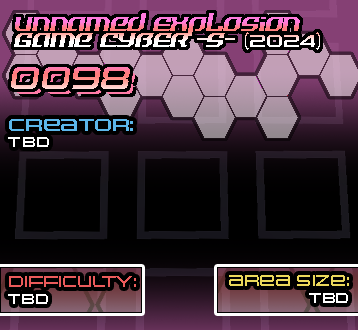 UNNAMED EXPLOSION
GAME CYBER -S- (2024)
0098
CREATOR:
TBD
DIFFICULTY:
TBD
AREA SIZE:
TBD